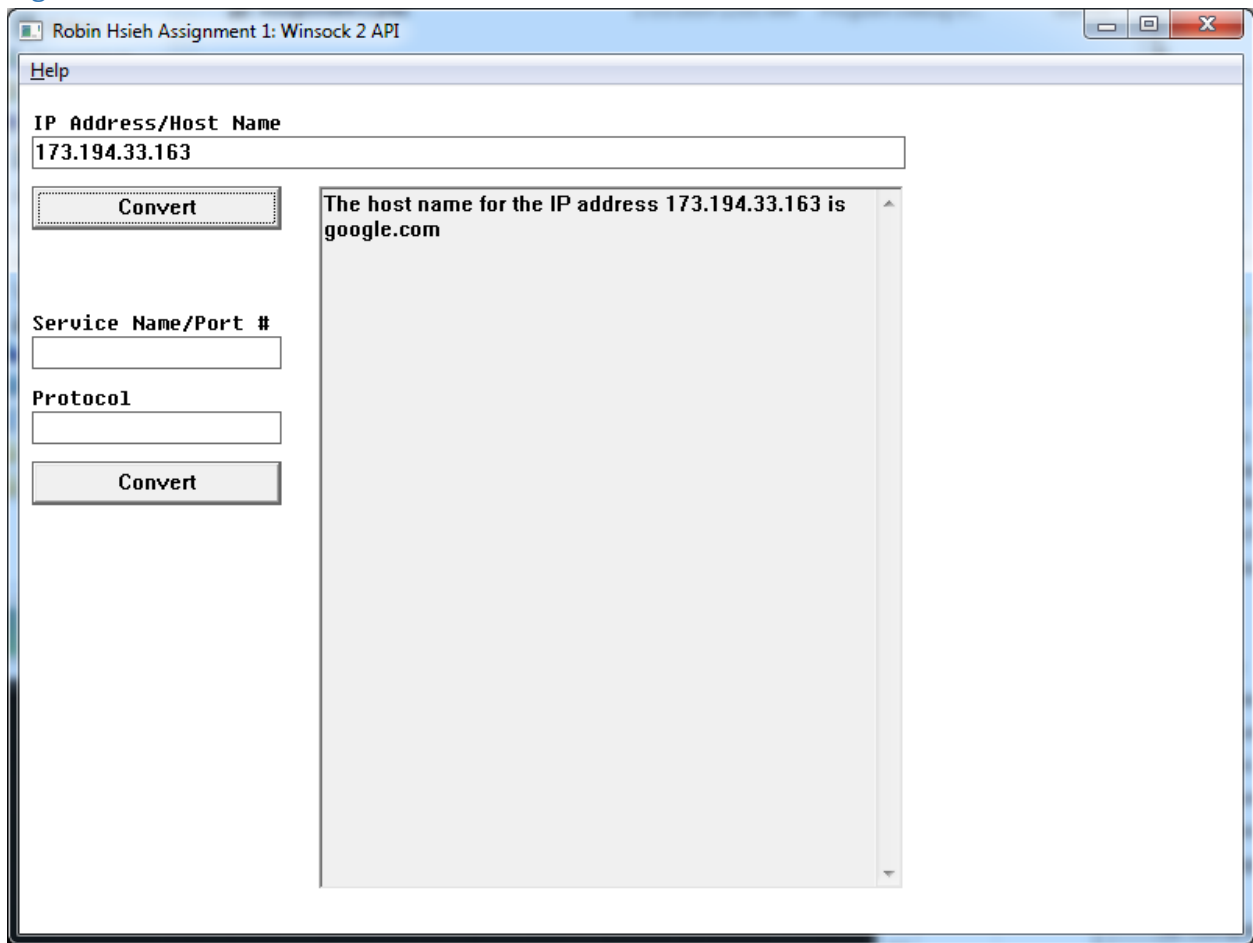 Robin Hsieh Assignment 1: Winsock 2 API
Help
IP Address/Host Name
173.194.33.163
Convert
The host name for the IP address 173.194.33.163 is
google.com
Service Name/Port #
Protocol
Convert